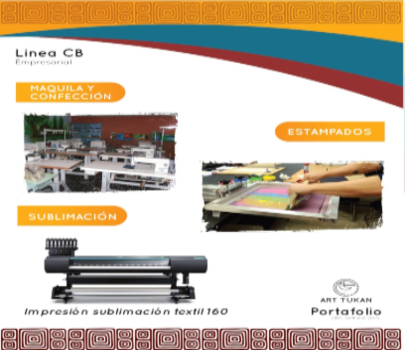 Linea CB
Empresarial
MAQUILA Y
CONFECCIÓN
ESTAMPADOS
SUBLIMACIÓN
Impresión sublimación textil 160
ART TUKAN
Portafolio